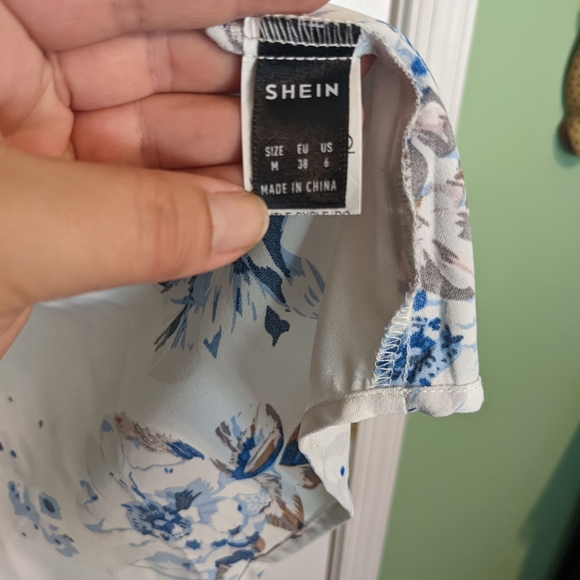 SHEIN
SIZE EU US
M 38 6
MADE IN CHINA